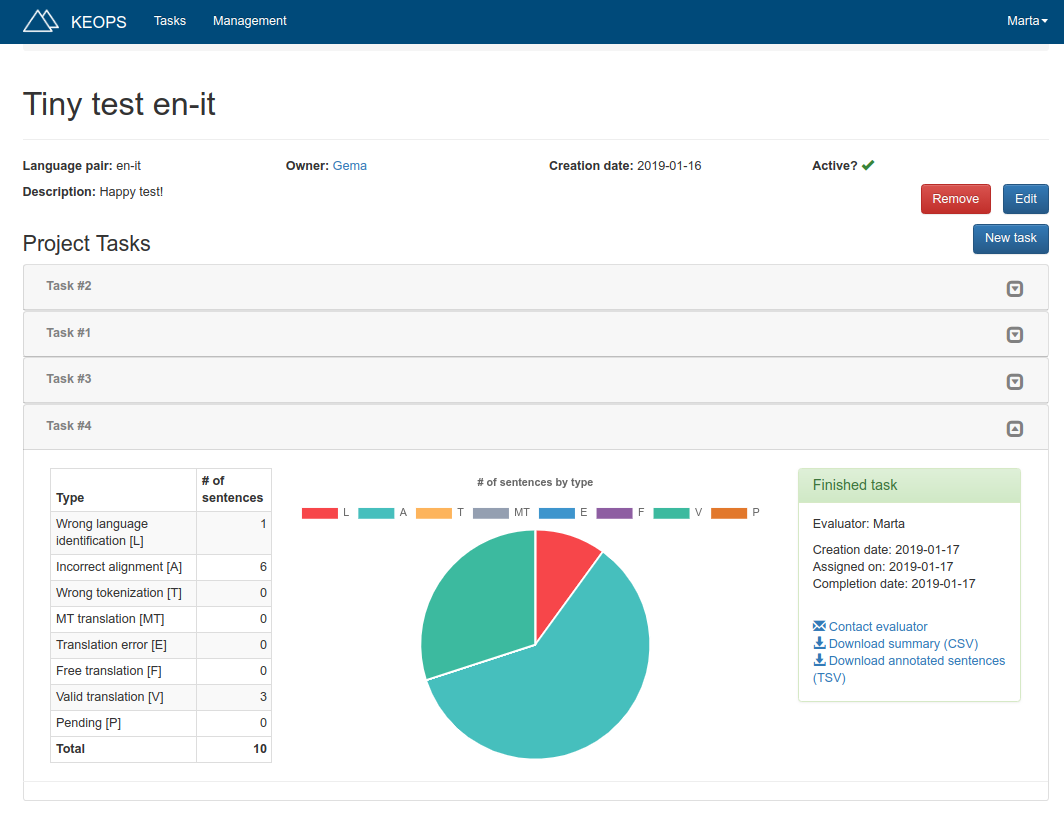 KEOPS Tasks Management Marta
Tiny test en-it
Language pair: en-it Owner: Gema Creation date: 2019-01-16 Active?
Description: Happy test!
Remove Edit
Project Tasks New task
Task #2
Task #1
Task #3
Task #4
Type # of sentences
Wrong language identification [L] 1
Incorrect alignment [A] 6
Wrong tokenization [T] 0
MT translation [MT] 0
Translation error [E] 0
Free translation [F] 0
Valid translation [V] 3
Pending [P] 0
Total 10
# of sentences by type
L A T MT E F V P
Finished task
Evaluator: Marta
Creation date: 2019-01-17
Assigned on: 2019-01-17
Completion date: 2019-01-17
Contact evaluator
Download summary (CSV)
Download annotated sentences
(TSV)